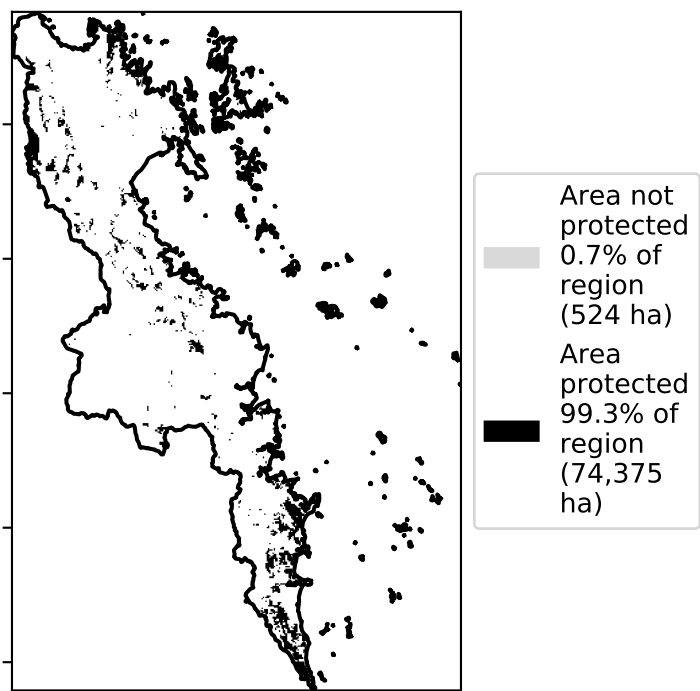 Area not
protected
0.7% of
region
(524 ha)
Area
protected
99.3% of
region
(74,375
ha)